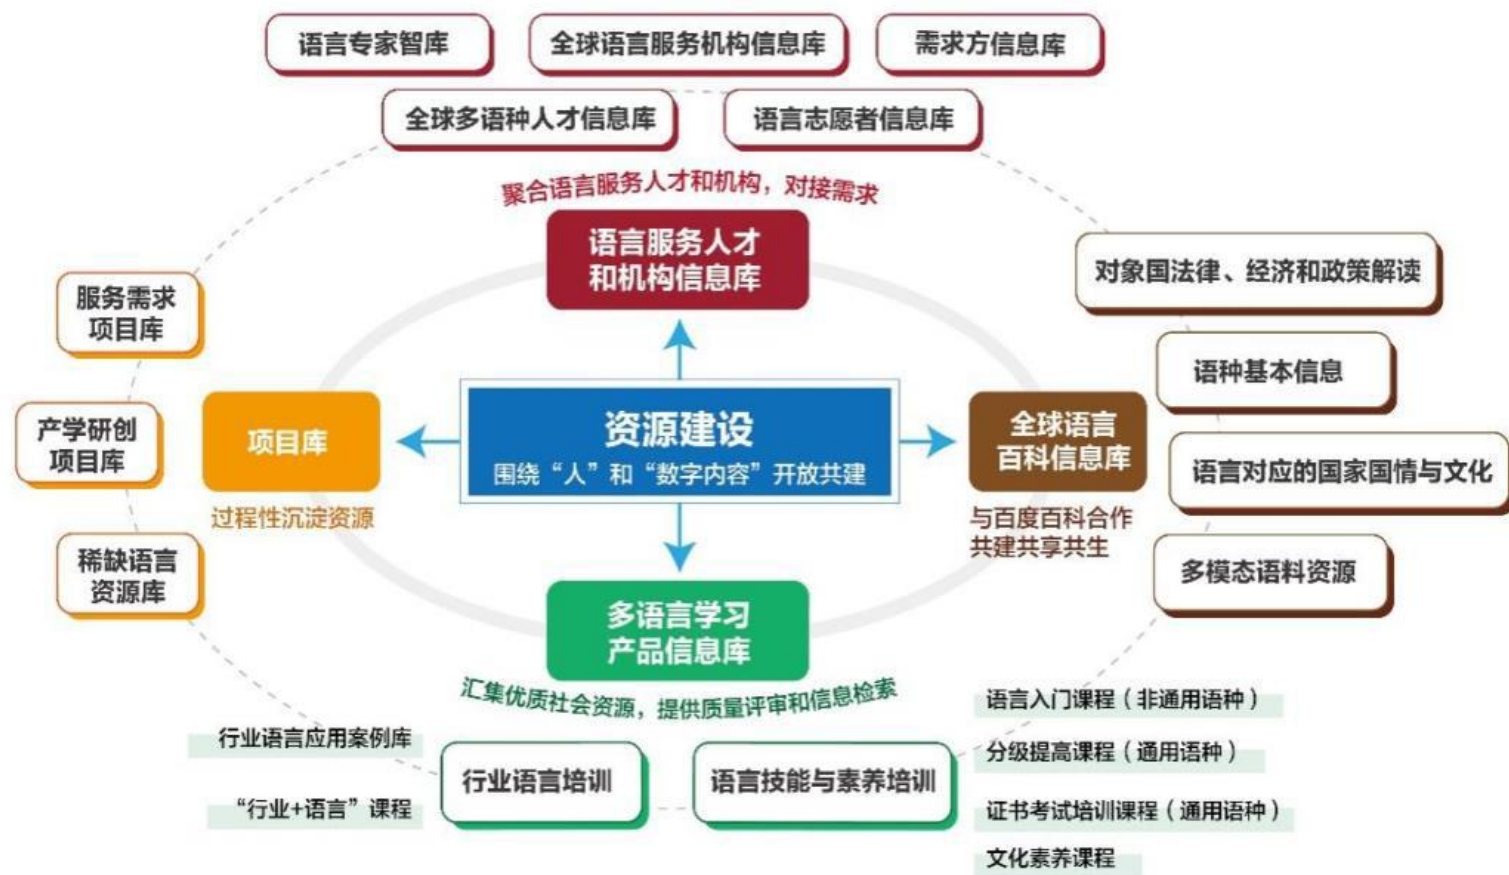 语言专家智库
全球语言服务机构信息库
需求方信息库
全球多语种人才信息库
语言志愿者信息库
聚合语言服务人才和机构，对接需求
语言服务人才
和机构信息库
对象国法律、经济和政策解读
服务需求
项目库
语种基本信息
产学研创
项目库
项目库
过程性沉淀资源
资源建设
围绕“人”和“数字内容”开放共建
全球语言
百科信息库
与百度百科合作
共建共享共生
语言对应的国家国情与文化
稀缺语言
资源库
多模态语料资源
多语言学习
产品信息库
汇集优质社会资源，提供质量评审和信息检索
行业语言应用案例库
“行业+语言”课程
行业语言培训
语言技能与素养培训
语言入门课程（非通用语种）
分级提高课程（通用语种）
证书考试培训课程（通用语种）
文化素养课程